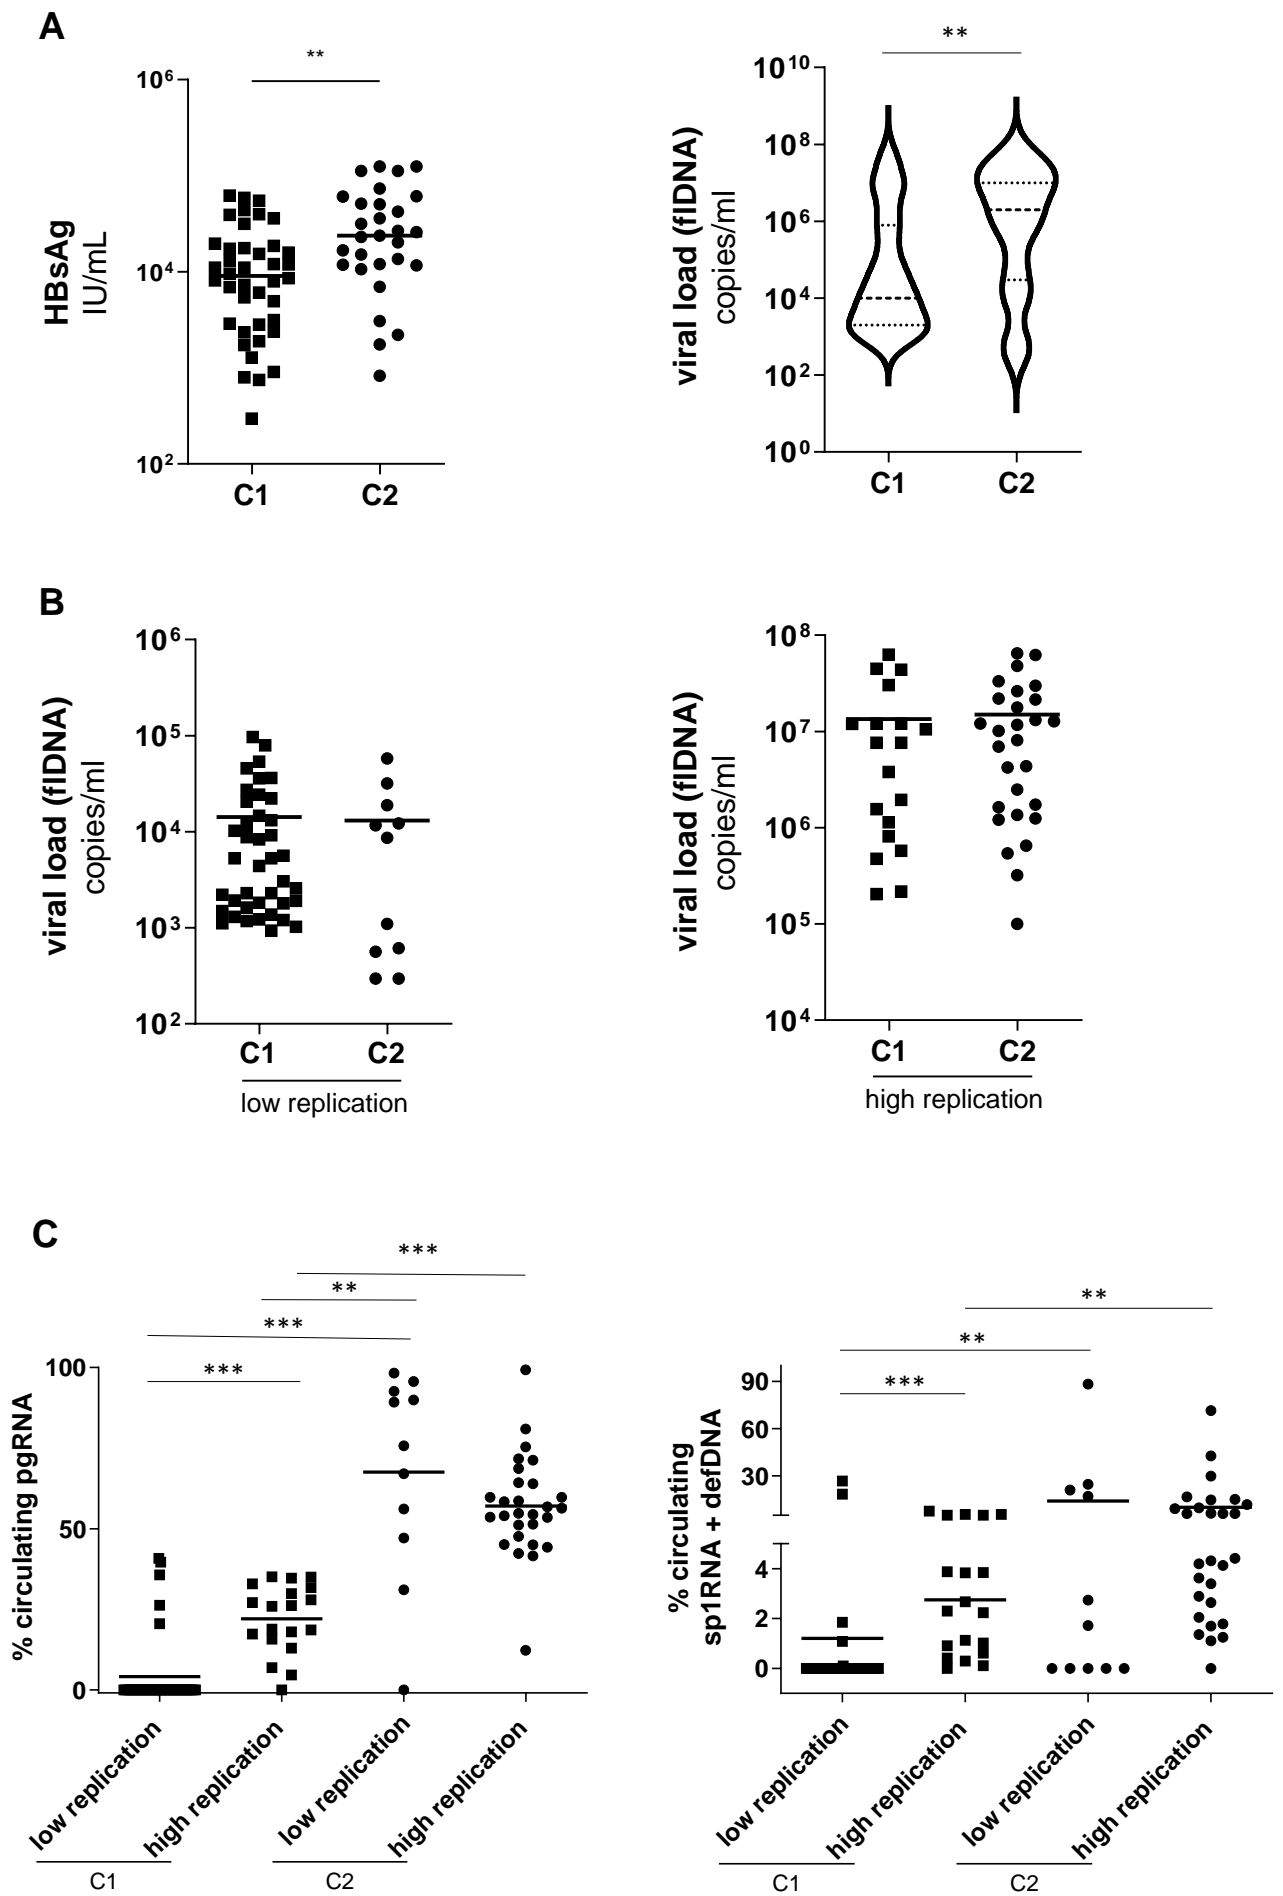 A
**
10⁶
10⁴
10²
HBsAg
IU/mL
C1
C2
**
10¹⁰
10⁸
10⁶
10⁴
10²
10⁰
viral load (flDNA)
copies/ml
C1
C2
B
10⁶
10⁵
10⁴
10³
10²
viral load (flDNA)
copies/ml
C1
C2
low replication
10⁸
10⁷
10⁶
10⁵
10⁴
viral load (flDNA)
copies/ml
C1
C2
high replication
C
***
**
***
***
100
50
0
% circulating pgRNA
low replication
high replication
low replication
high replication
C1
C2
**
**
***
90
60
30
4
2
0
% circulating
sp1RNA + defDNA
low replication
high replication
low replication
high replication
C1
C2